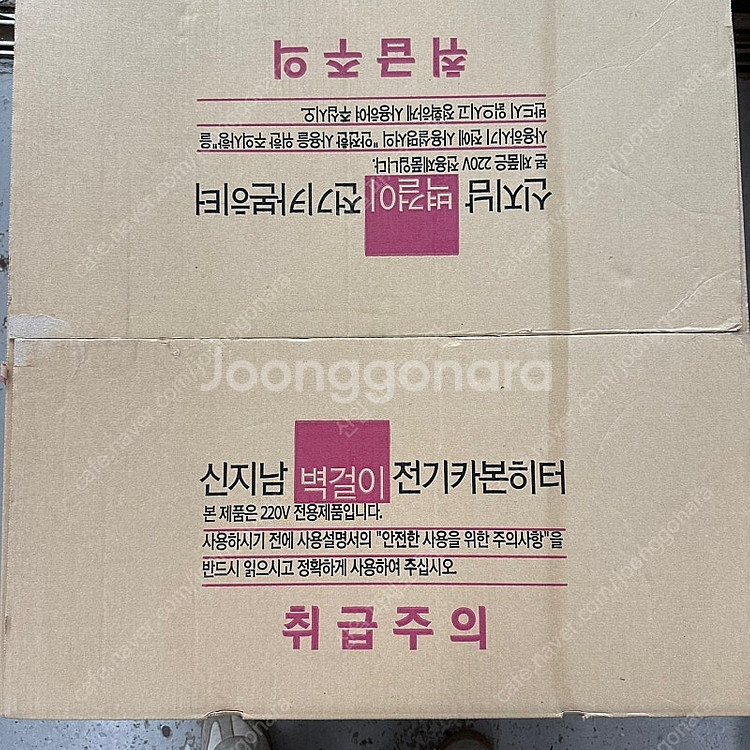 취급주의
반드시 읽으시고 정확하게 사용하여 주십시오.
사용하시기 전에 사용설명서의 "안전한 사용을 위한 주의사항"을
본 제품은 220V 전용제품입니다.
신지남 벽걸이 전기카본히터
Joonggonara
신지남 벽걸이 전기카본히터
본 제품은 220V 전용제품입니다.
사용하시기 전에 사용설명서의 "안전한 사용을 위한 주의사항"을
반드시 읽으시고 정확하게 사용하여 주십시오.
취급주의
cafe.naver.com/joonggonara